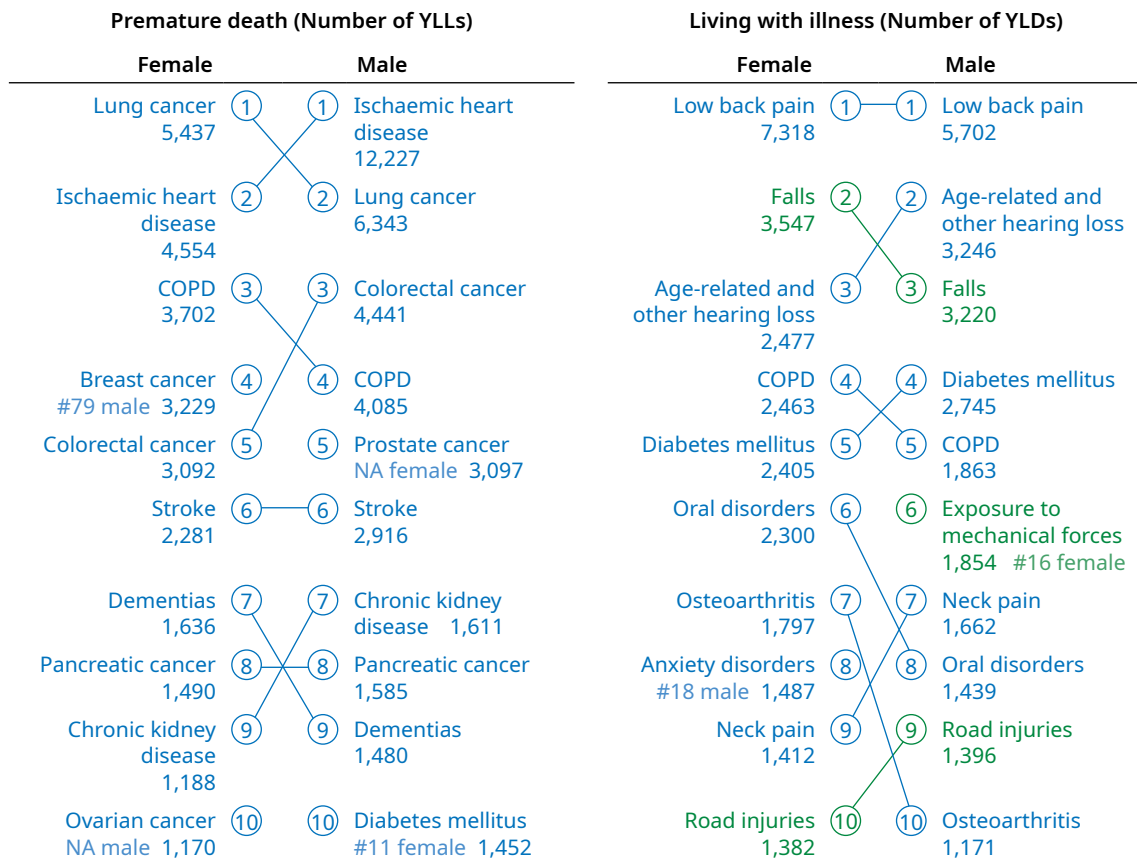 Premature death (Number of YLLs)
Female
Male
Lung cancer
5,437
1
1
Ischaemic heart
disease
12,227
Ischaemic heart
disease
4,554
2
2
Lung cancer
6,343
COPD
3,702
3
3
Colorectal cancer
4,441
Breast cancer
#79 male 3,229
4
4
COPD
4,085
Colorectal cancer
3,092
5
5
Prostate cancer
NA female 3,097
Stroke
2,281
6
6
Stroke
2,916
Dementias
1,636
7
7
Chronic kidney
disease 1,611
Pancreatic cancer
1,490
8
8
Pancreatic cancer
1,585
Chronic kidney
disease
1,188
9
9
Dementias
1,480
Ovarian cancer
NA male 1,170
10
10
Diabetes mellitus
#11 female 1,452
Living with illness (Number of YLDs)
Female
Male
Low back pain
7,318
1
1
Low back pain
5,702
Falls
3,547
2
2
Age-related and
other hearing loss
3,246
Age-related and
other hearing loss
2,477
3
3
Falls
3,220
COPD
2,463
4
4
Diabetes mellitus
2,745
Diabetes mellitus
2,405
5
5
COPD
1,863
Oral disorders
2,300
6
6
Exposure to
mechanical forces
1,854 #16 female
Osteoarthritis
1,797
7
7
Neck pain
1,662
Anxiety disorders
#18 male 1,487
8
8
Oral disorders
1,439
Neck pain
1,412
9
9
Road injuries
1,396
Road injuries
1,382
10
10
Osteoarthritis
1,171